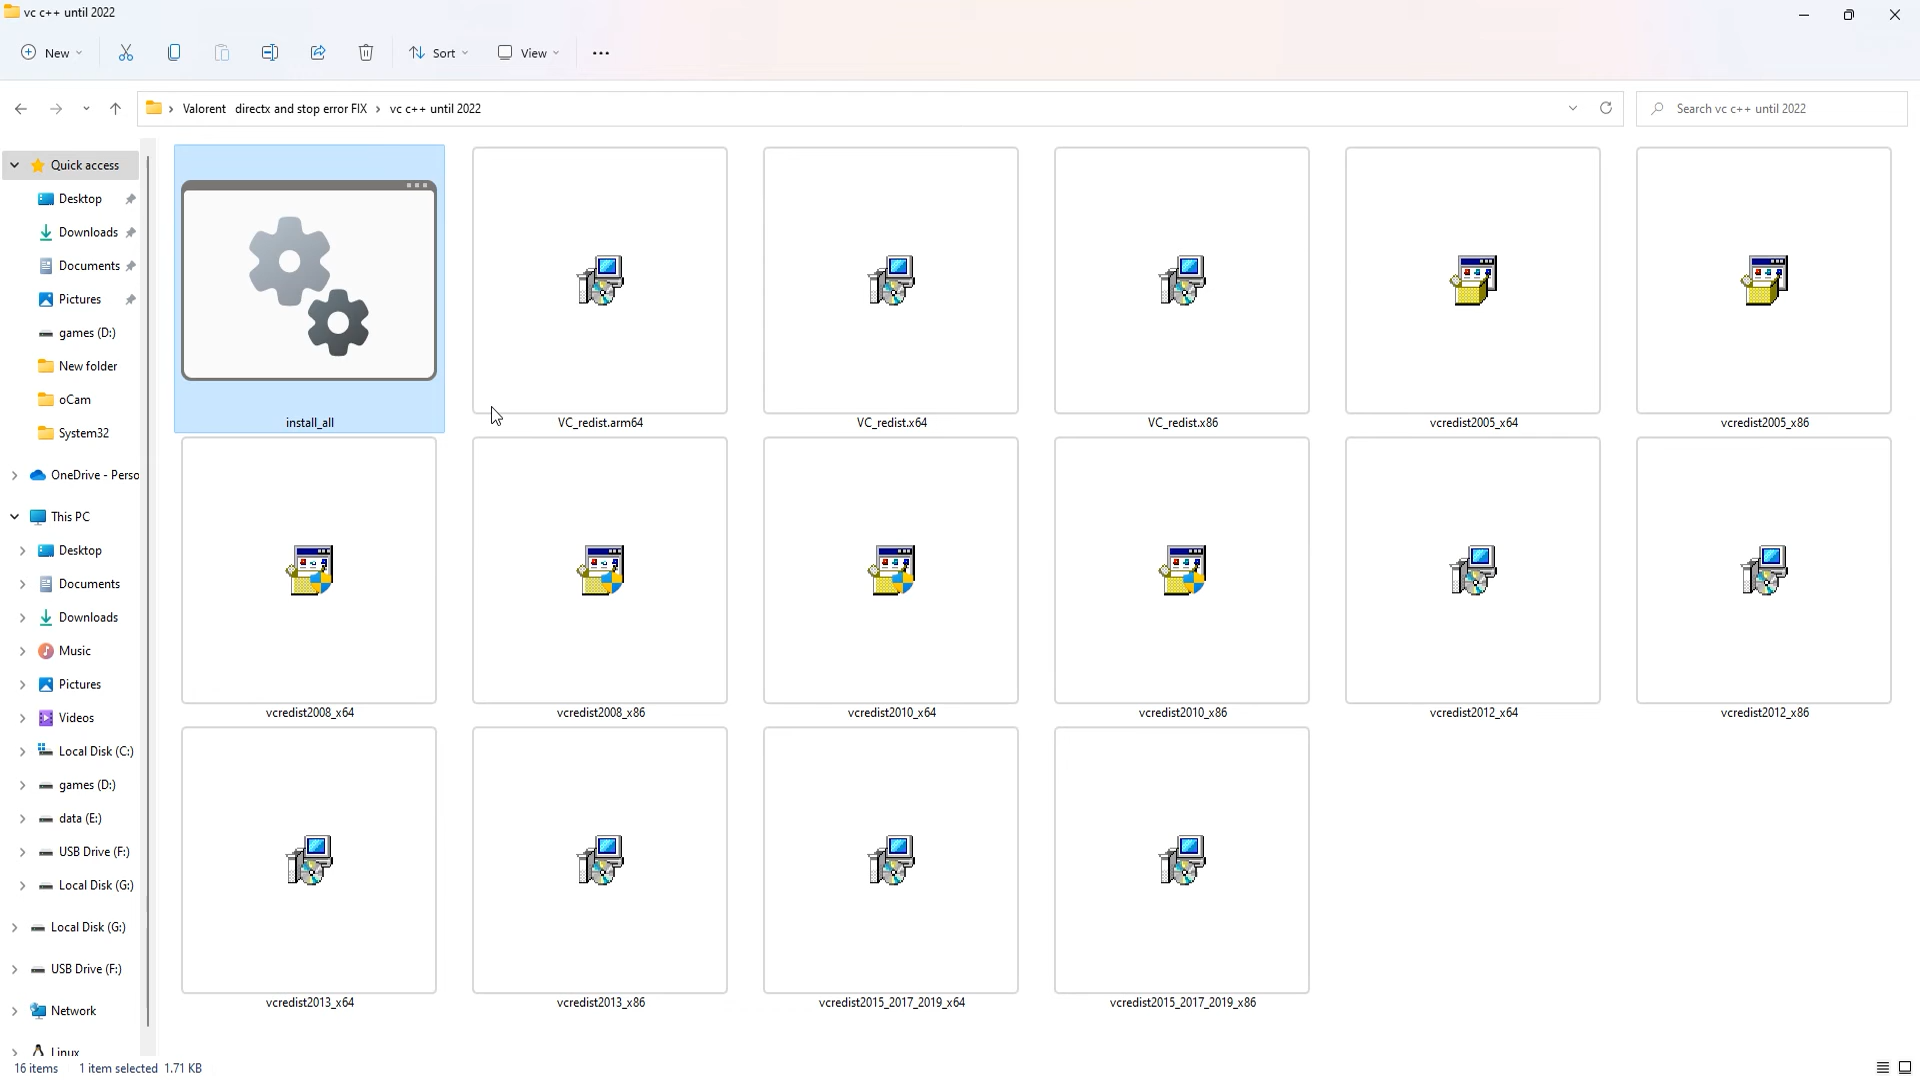 vc c++ until 2022
New
Sort
View
Valorent directx and stop error FIX > vc c++ until 2022
Search vc c++ until 2022
Quick access
Desktop
Downloads
Documents
Pictures
games (D:)
New folder
oCam
System32
OneDrive - Perso
This PC
Desktop
Documents
Downloads
Music
Pictures
Videos
Local Disk (C:)
games (D:)
data (E:)
USB Drive (F:)
Local Disk (G:)
Local Disk (G:)
USB Drive (F:)
Network
Linux
install_all
VC_redist.arm64
VC_redist.x64
VC_redist.x86
vcredist2005_x64
vcredist2005_x86
vcredist2008_x64
vcredist2008_x86
vcredist2010_x64
vcredist2010_x86
vcredist2012_x64
vcredist2012_x86
vcredist2013_x64
vcredist2013_x86
vcredist2015_2017_2019_x64
vcredist2015_2017_2019_x86
16 items 1 item selected 1.71 KB